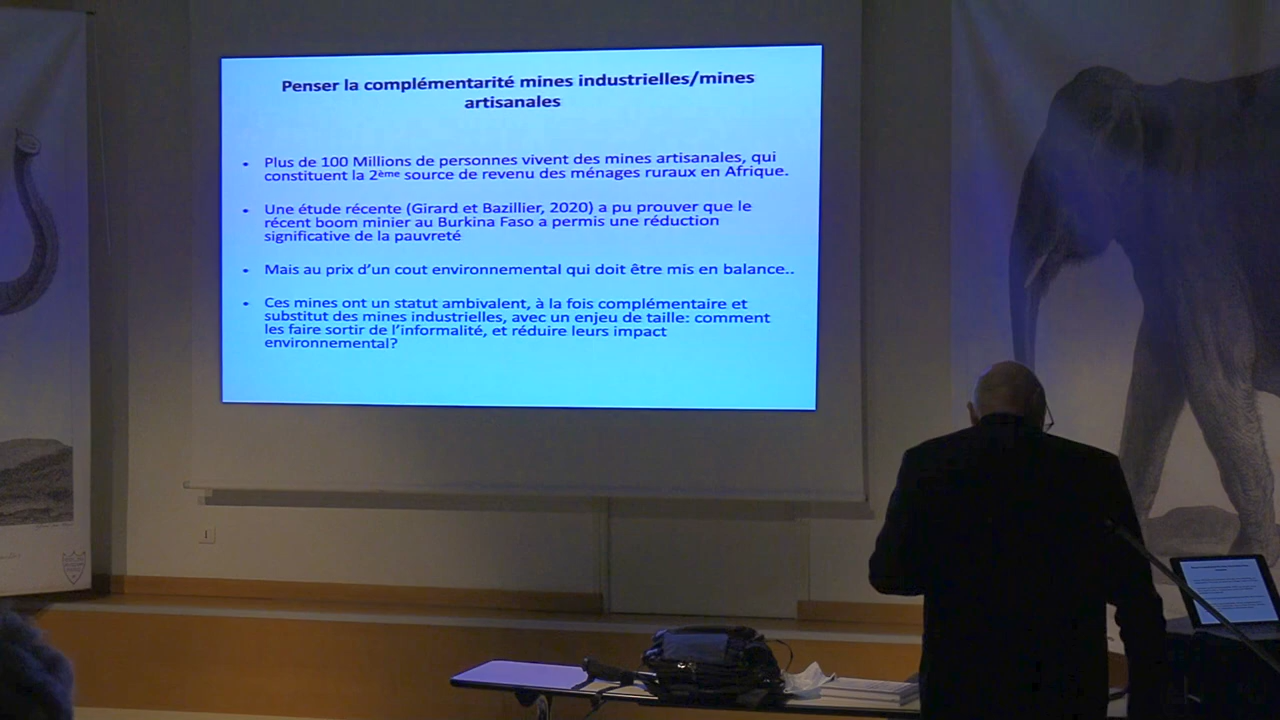 Penser la complémentarité mines industrielles/mines
artisanales
• Plus de 100 Millions de personnes vivent des mines artisanales, qui
constituent la 2ème source de revenu des ménages ruraux en Afrique.
• Une étude récente (Girard et Bazillier, 2020) a pu prouver que le
récent boom minier au Burkina Faso a permis une réduction
significative de la pauvreté
• Mais au prix d'un cout environnemental qui doit être mis en balance..
• Ces mines ont un statut ambivalent, à la fois complémentaire et
substitut des mines industrielles, avec un enjeu de taille: comment
les faire sortir de l'informalité, et réduire leurs impact
environnemental?